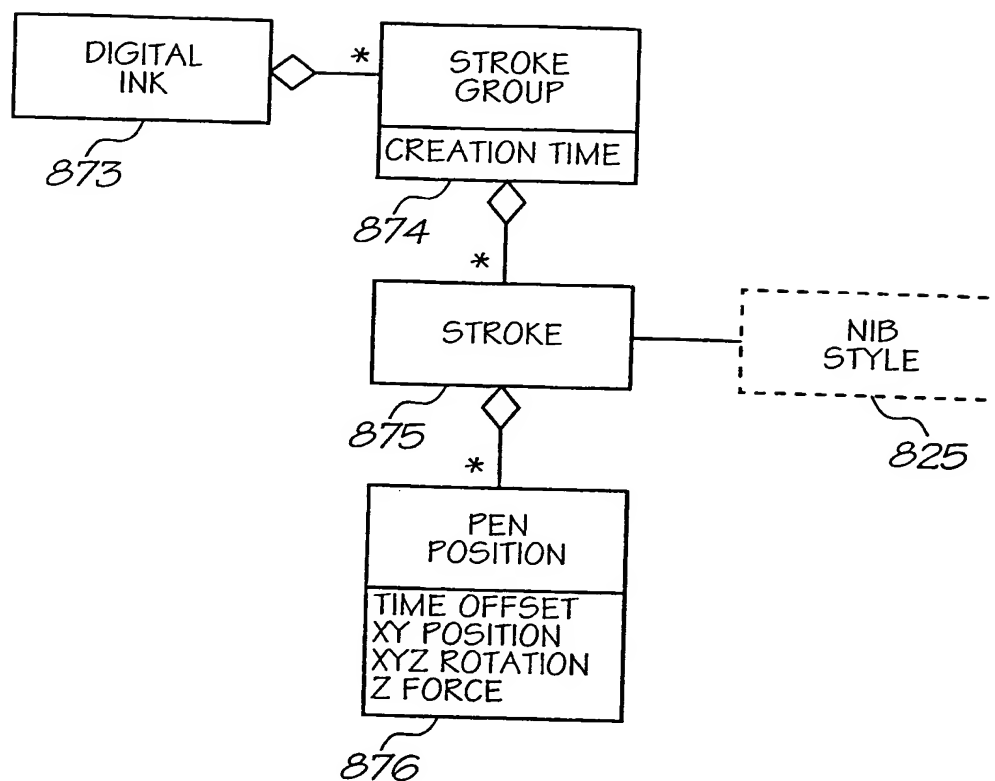 DIGITAL
INK
873
*
STROKE
GROUP
CREATION TIME
874
*
STROKE
875
NIB
STYLE
825
*
PEN
POSITION
TIME OFFSET
XY POSITION
XYZ ROTATION
Z FORCE
876